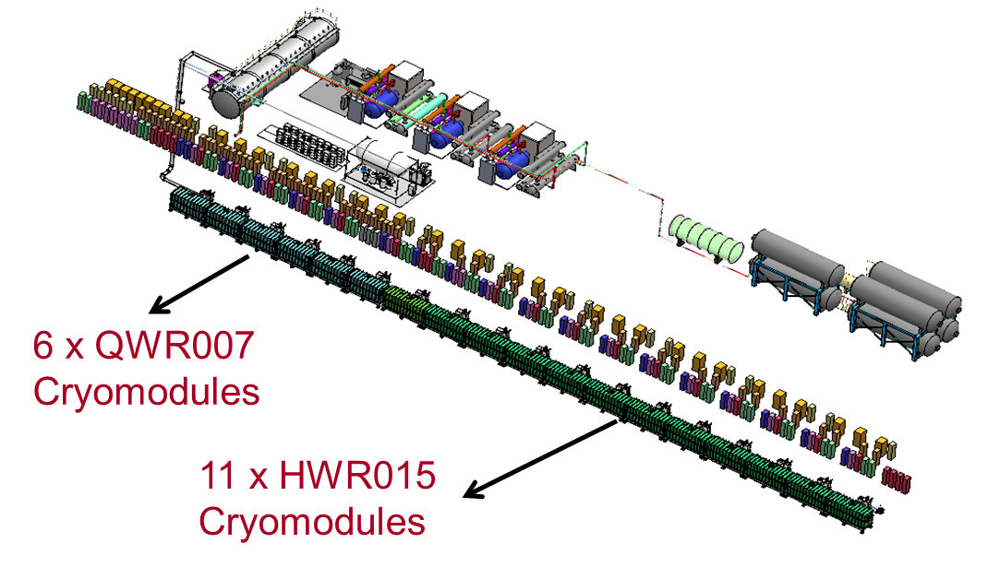 6 x QWR007
Cryomodules
11 x HWR015
Cryomodules